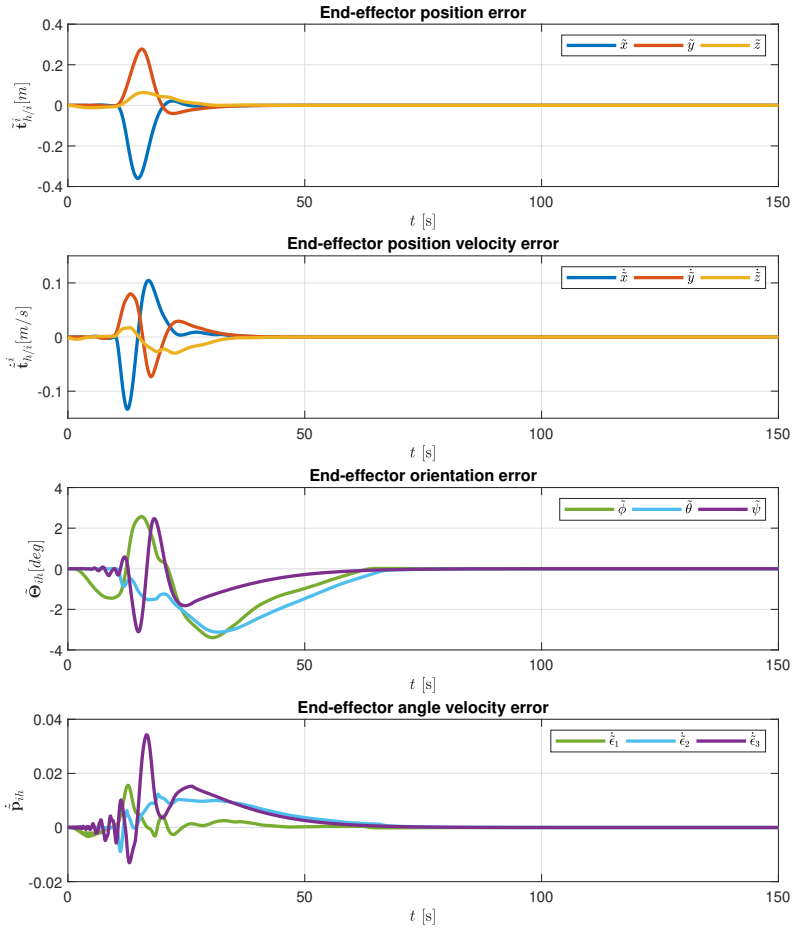 End-effector position error
0.4
0.2
0
-0.2
-0.4
t̃ⁱ_{h/i}[m]
x̃ ỹ z̃
0 50 100 150
t [s]
End-effector position velocity error
0.1
0
-0.1
ṫ̃ⁱ_{h/i}[m/s]
ẋ̃ ẏ̃ ż̃
0 50 100 150
t [s]
End-effector orientation error
4
2
0
-2
-4
Θ̃_{ih}[deg]
ϕ̃ θ̃ ψ̃
0 50 100 150
t [s]
End-effector angle velocity error
0.04
0.02
0
-0.02
ṗ̃_{ih}
ϵ̃̇₁ ϵ̃̇₂ ϵ̃̇₃
0 50 100 150
t [s]